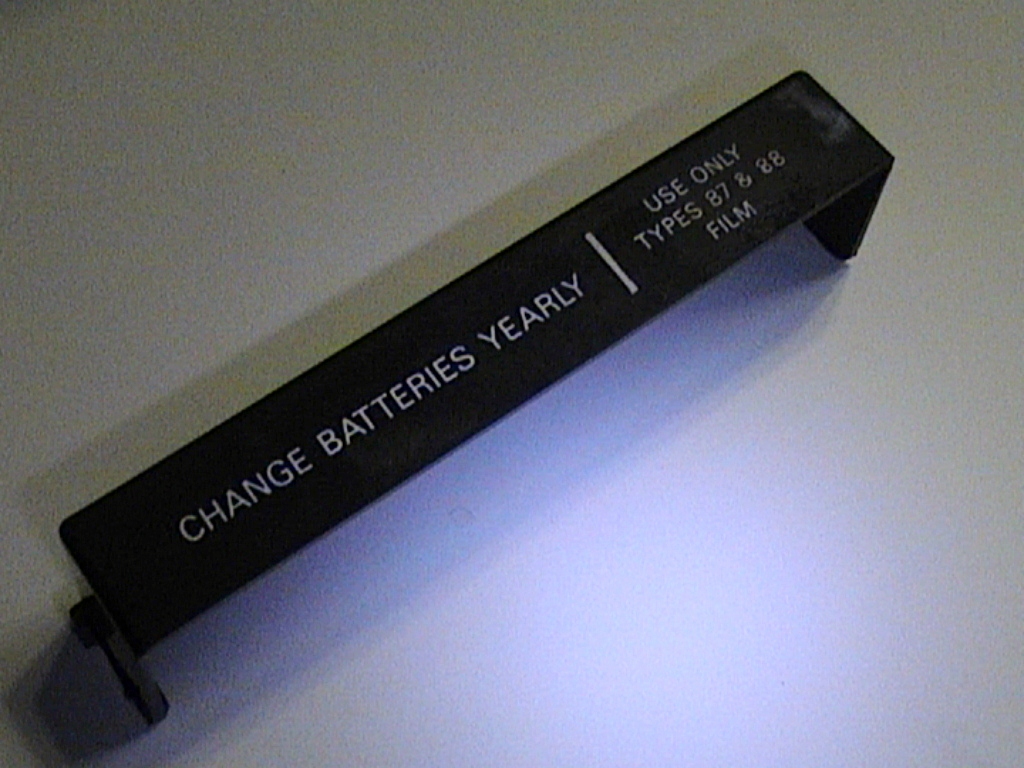 CHANGE BATTERIES YEARLY
USE ONLY
TYPES 87 & 88
FILM